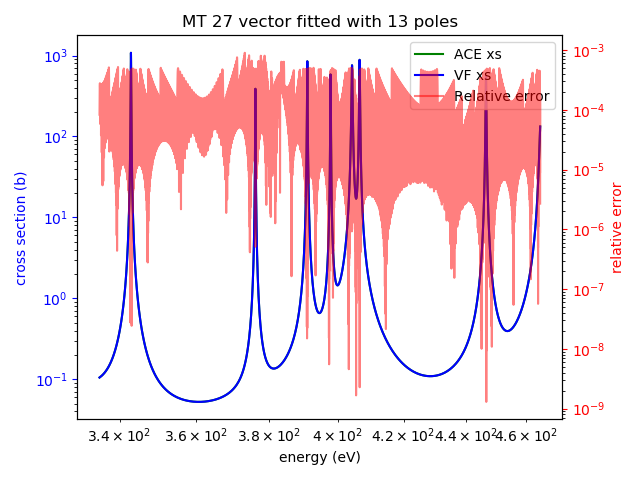 MT 27 vector fitted with 13 poles
ACE xs
VF xs
Relative error
cross section (b)
10³
10²
10¹
10⁰
10⁻¹
relative error
10⁻³
10⁻⁴
10⁻⁵
10⁻⁶
10⁻⁷
10⁻⁸
10⁻⁹
3.4 × 10² 3.6 × 10² 3.8 × 10² 4 × 10² 4.2 × 10² 4.4 × 10² 4.6 × 10²
energy (eV)